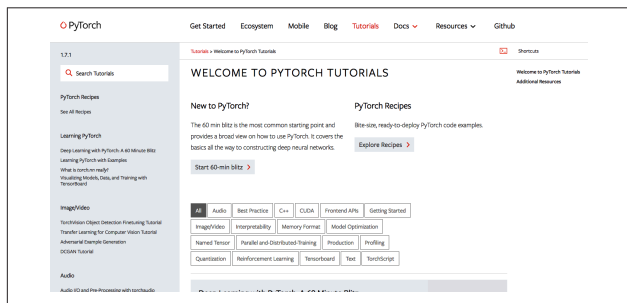 PyTorch
Get Started Ecosystem Mobile Blog Tutorials Docs Resources Github
1.7.1
Search Tutorials
PyTorch Recipes
See All Recipes
Learning PyTorch
Deep Learning with PyTorch: A 60 Minute Blitz
Learning PyTorch with Examples
What is torch.nn really?
Visualizing Models, Data, and Training with
TensorBoard
Image/Video
TorchVision Object Detection Finetuning Tutorial
Transfer Learning for Computer Vision Tutorial
Adversarial Example Generation
DCGAN Tutorial
Audio
Audio I/O and Pre-Processing with torchaudio
Tutorials > Welcome to PyTorch Tutorials
Shortcuts
WELCOME TO PYTORCH TUTORIALS
New to PyTorch?
The 60 min blitz is the most common starting point and
provides a broad view on how to use PyTorch. It covers the
basics all the way to constructing deep neural networks.
Start 60-min blitz
PyTorch Recipes
Bite-size, ready-to-deploy PyTorch code examples.
Explore Recipes
All Audio Best Practice C++ CUDA Frontend APIs Getting Started
Image/Video Interpretability Memory Format Model Optimization
Named Tensor Parallel and-Distributed-Training Production Profiling
Quantization Reinforcement Learning Tensorboard Text TorchScript
Deep Learning with PyTorch: A 60 Minute Blitz
Welcome to PyTorch Tutorials
Additional Resources